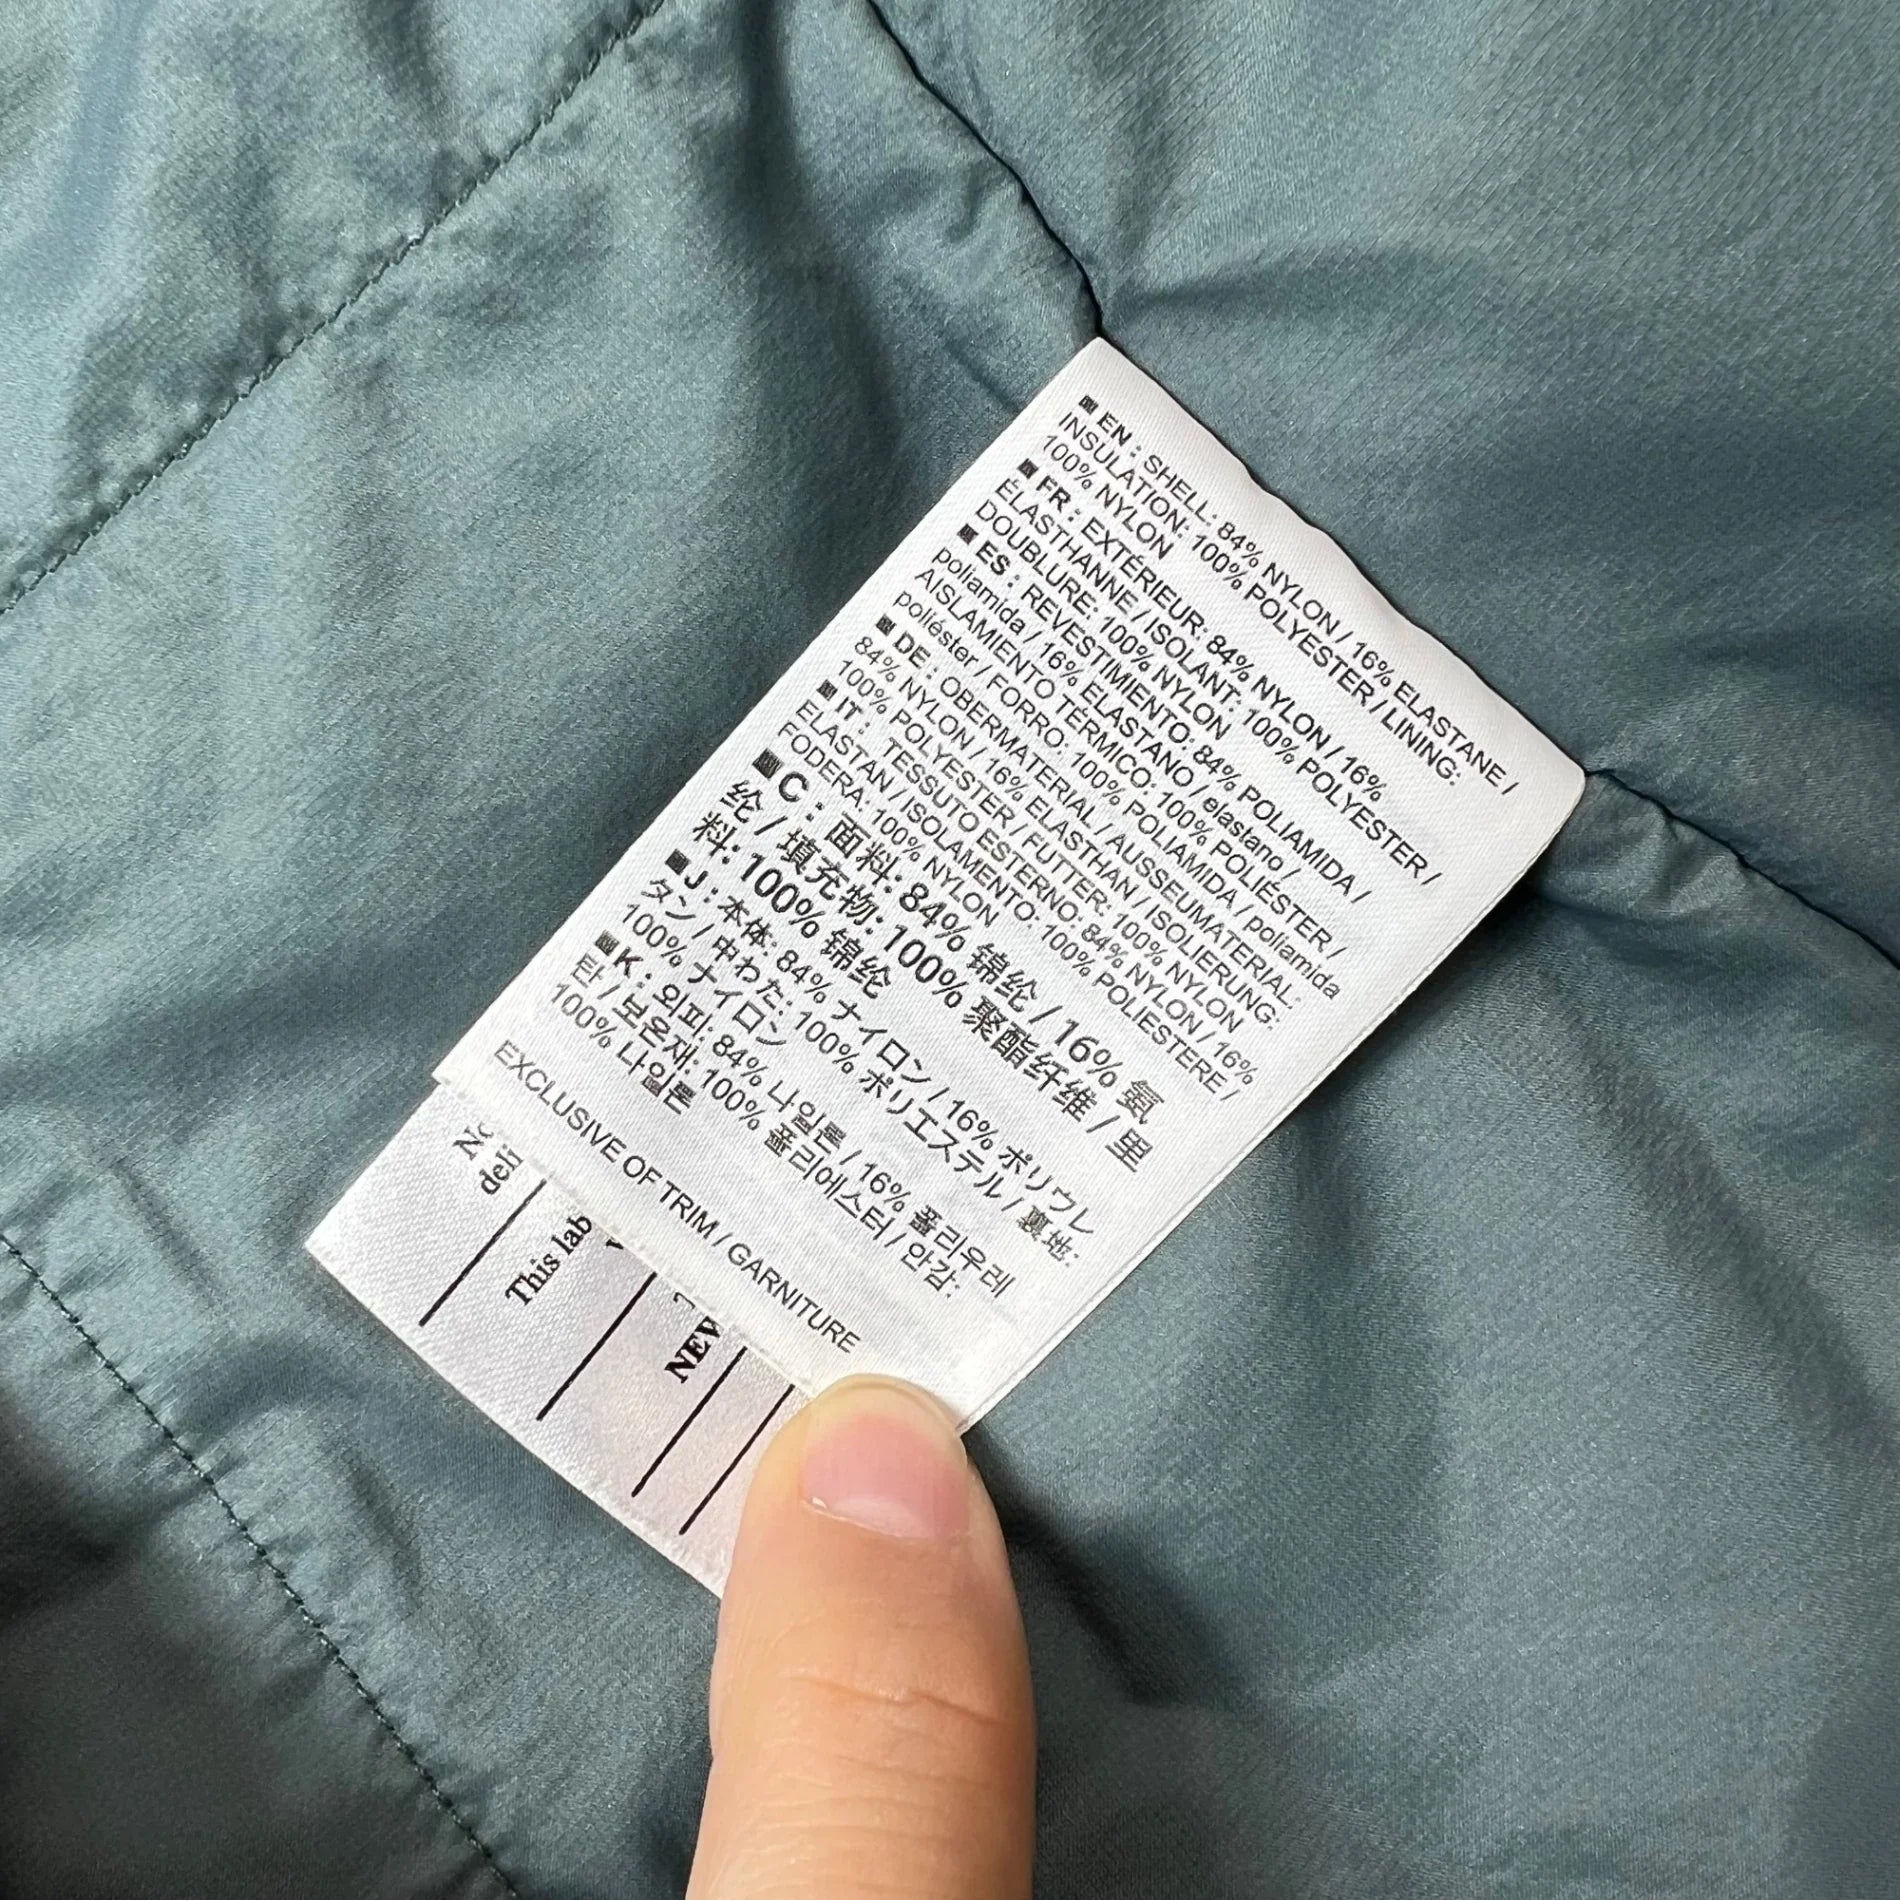 ■ EN : SHELL: 84% NYLON / 16% ELASTANE /
INSULATION: 100% POLYESTER / LINING:
100% NYLON
■ FR : EXTÉRIEUR: 84% NYLON / 16%
ÉLASTHANNE / ISOLANT: 100% POLYESTER /
DOUBLURE: 100% NYLON
■ ES : REVESTIMIENTO: 84% POLIAMIDA /
poliamida / 16% ELASTANO / elastano /
AISLAMIENTO TÉRMICO: 100% POLIÉSTER /
poliéster / FORRO: 100% POLIAMIDA / poliamida
■ DE : OBERMATERIAL / AUSSEUMATERIAL:
84% NYLON / 16% ELASTHAN / ISOLIERUNG:
100% POLYESTER / FUTTER: 100% NYLON
■ IT : TESSUTO ESTERNO: 84% NYLON / 16%
ELASTAN / ISOLAMENTO: 100% POLIESTERE /
FODERA: 100% NYLON
■ C : 面料: 84% 锦纶 / 16% 氨
纶 / 填充物: 100% 聚酯纤维 / 里
料: 100% 锦纶
■ J : 本体: 84% ナイロン / 16% ポリウレ
タン / 中わた: 100% ポリエステル / 裏地:
100% ナイロン
■ K : 외피: 84% 나일론 / 16% 폴리우레
탄 / 보온재: 100% 폴리에스터 / 안감:
100% 나일론
EXCLUSIVE OF TRIM / GARNITURE
NEV
This lab
deli